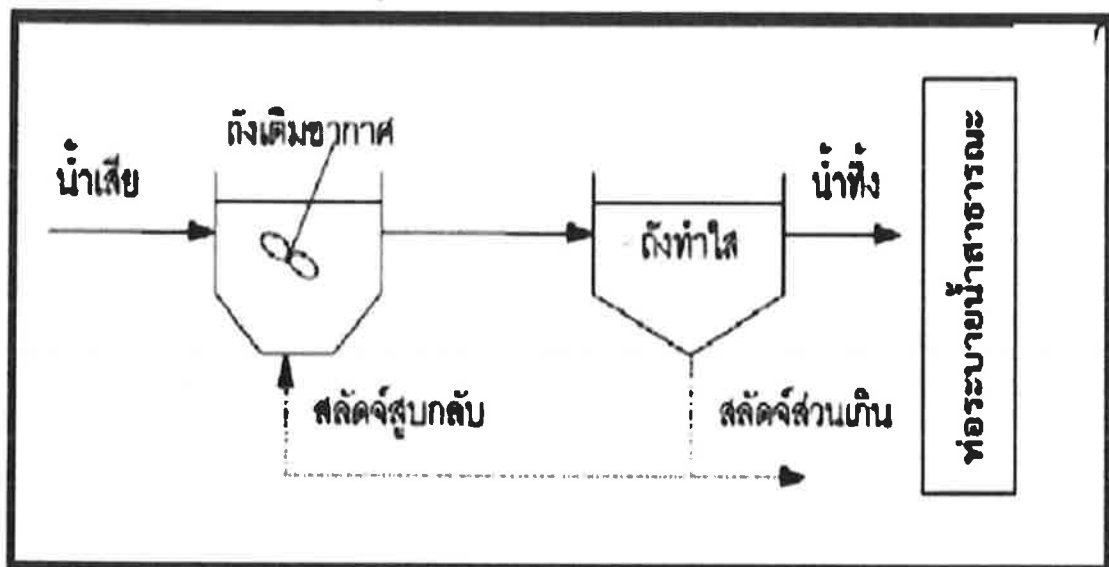 ถังเติมอากาศ
น้ำเสีย
น้ำทิ้ง
ถังทำใส
ท่อระบายน้ำสาธารณะ
สลัดจ์สูบกลับ
สลัดจ์ส่วนเกิน